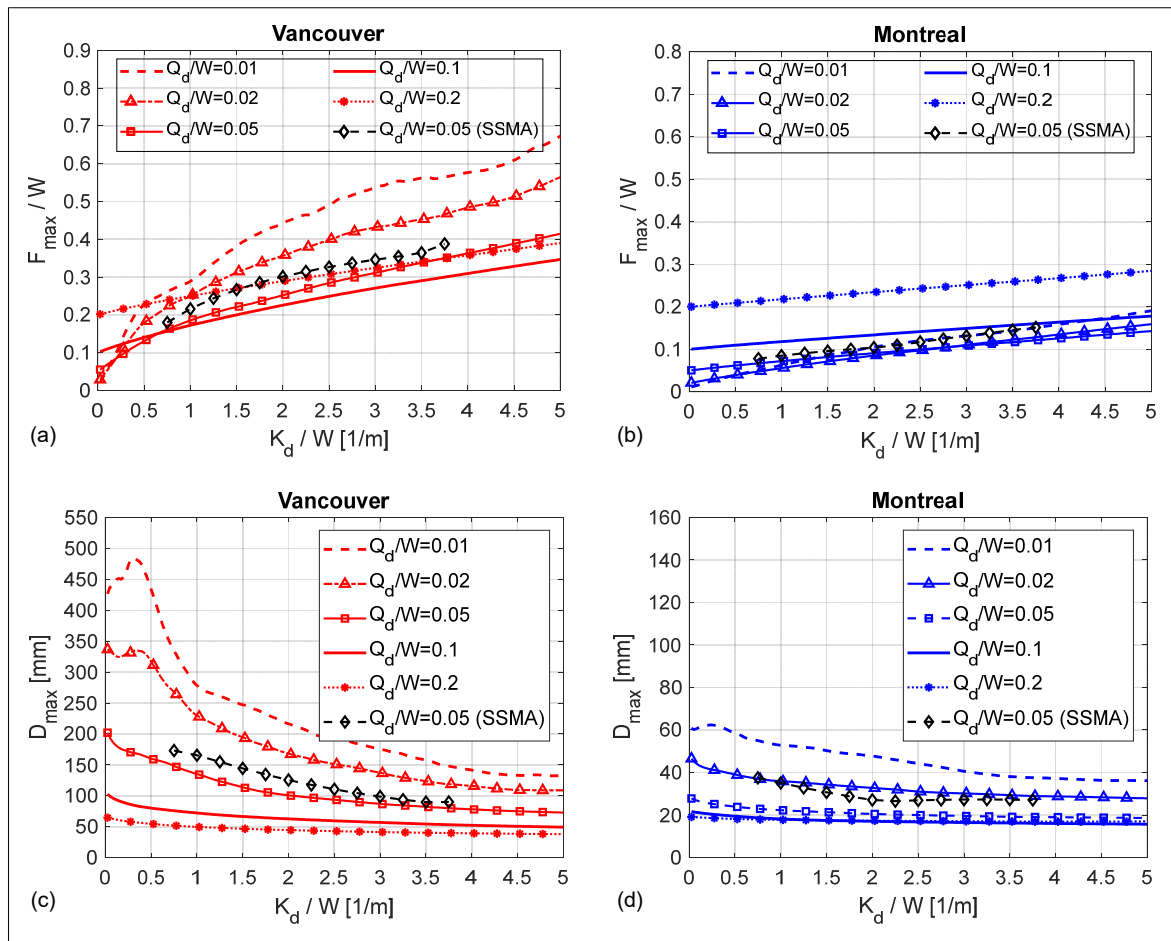 Vancouver
0.9
0.8
0.7
0.6
0.5
0.4
0.3
0.2
0.1
0
F_max / W
Q_d/W=0.01
Q_d/W=0.02
Q_d/W=0.05
Q_d/W=0.1
Q_d/W=0.2
Q_d/W=0.05 (SSMA)
0 0.5 1 1.5 2 2.5 3 3.5 4 4.5 5
(a)
K_d / W [1/m]
Montreal
0.8
0.7
0.6
0.5
0.4
0.3
0.2
0.1
0
F_max / W
Q_d/W=0.01
Q_d/W=0.02
Q_d/W=0.05
Q_d/W=0.1
Q_d/W=0.2
Q_d/W=0.05 (SSMA)
0 0.5 1 1.5 2 2.5 3 3.5 4 4.5 5
(b)
K_d / W [1/m]
Vancouver
550
500
450
400
350
300
250
200
150
100
50
0
D_max [mm]
Q_d/W=0.01
Q_d/W=0.02
Q_d/W=0.05
Q_d/W=0.1
Q_d/W=0.2
Q_d/W=0.05 (SSMA)
0 0.5 1 1.5 2 2.5 3 3.5 4 4.5 5
(c)
K_d / W [1/m]
Montreal
160
140
120
100
80
60
40
20
0
D_max [mm]
Q_d/W=0.01
Q_d/W=0.02
Q_d/W=0.05
Q_d/W=0.1
Q_d/W=0.2
Q_d/W=0.05 (SSMA)
0 0.5 1 1.5 2 2.5 3 3.5 4 4.5 5
(d)
K_d / W [1/m]